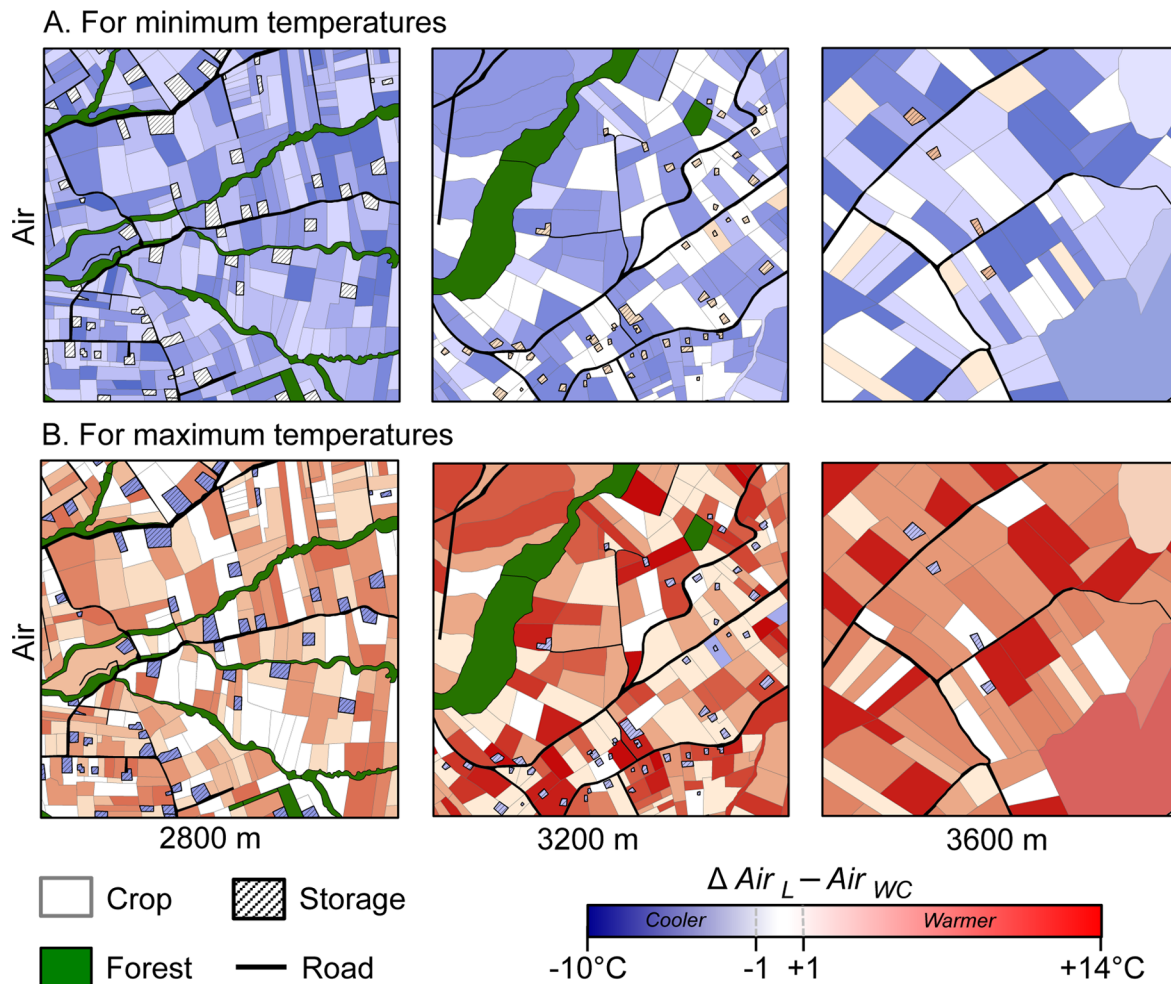 A. For minimum temperatures
Air
B. For maximum temperatures
Air
2800 m 3200 m 3600 m
Δ Air L – Air WC
Crop Storage
Cooler Warmer
Forest Road
-10°C -1 +1 +14°C